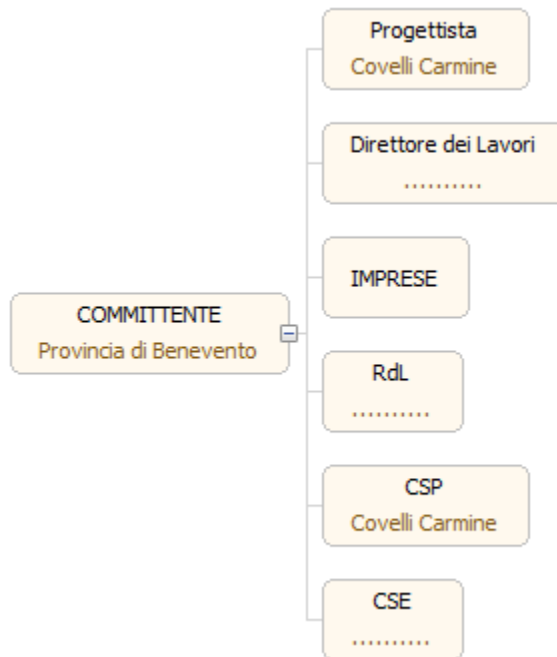 Progettista
Covelli Carmine
Direttore dei Lavori
..........
IMPRESE
COMMITTENTE
Provincia di Benevento
RdL
..........
CSP
Covelli Carmine
CSE
..........